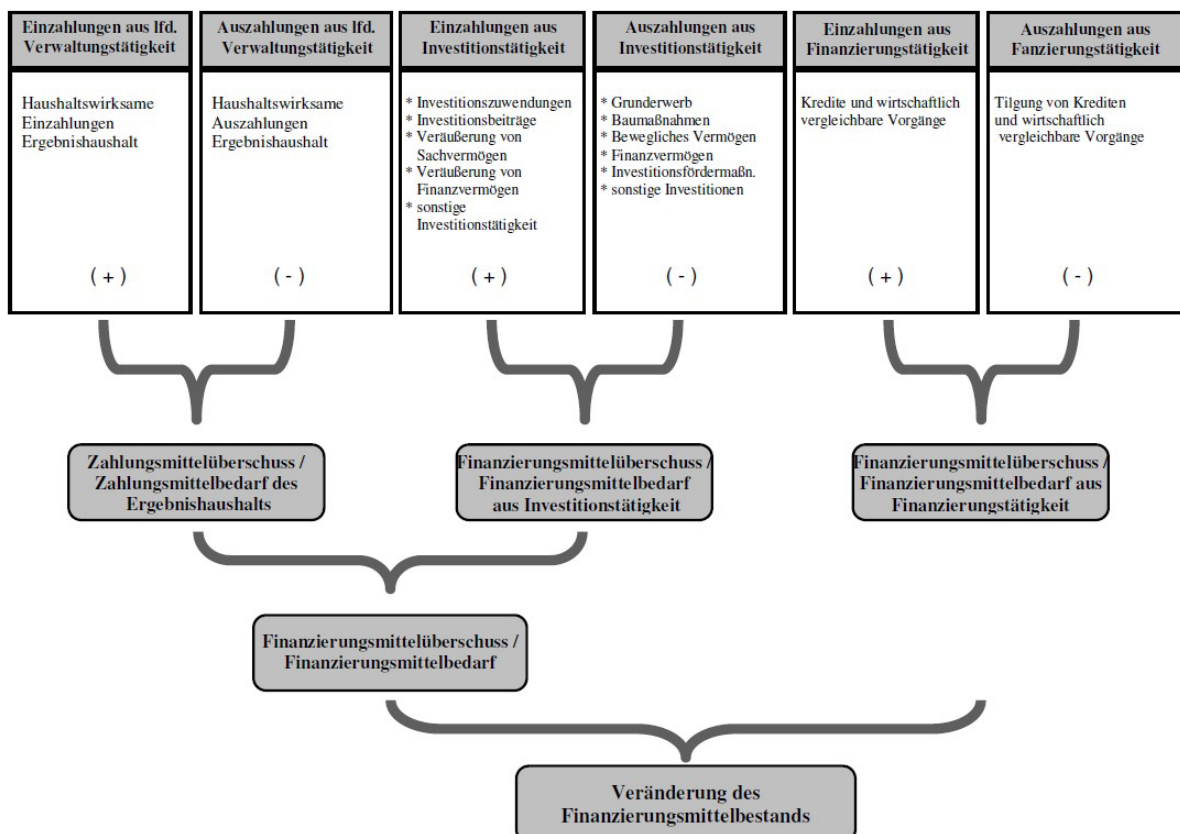 Einzahlungen aus lfd.
Verwaltungstätigkeit
Auszahlungen aus lfd.
Verwaltungstätigkeit
Einzahlungen aus
Investitionstätigkeit
Auszahlungen aus
Investitionstätigkeit
Einzahlungen aus
Finanzierungstätigkeit
Auszahlungen aus
Fanzierungstätigkeit
Haushaltswirksame
Einzahlungen
Ergebnishaushalt
( + )
Haushaltswirksame
Auszahlungen
Ergebnishaushalt
( - )
* Investitionszuwendungen
* Investitionsbeiträge
* Veräußerung von
Sachvermögen
* Veräußerung von
Finanzvermögen
* sonstige
Investitionstätigkeit
( + )
* Grunderwerb
* Baumaßnahmen
* Bewegliches Vermögen
* Finanzvermögen
* Investitionsfördermaßn.
* sonstige Investitionen
( - )
Kredite und wirtschaftlich
vergleichbare Vorgänge
( + )
Tilgung von Krediten
und wirtschaftlich
vergleichbare Vorgänge
( - )
Zahlungsmittelüberschuss /
Zahlungsmittelbedarf des
Ergebnishaushalts
Finanzierungsmittelüberschuss /
Finanzierungsmittelbedarf
aus Investitionstätigkeit
Finanzierungsmittelüberschuss /
Finanzierungsmittelbedarf aus
Finanzierungstätigkeit
Finanzierungsmittelüberschuss /
Finanzierungsmittelbedarf
Veränderung des
Finanzierungsmittelbestands